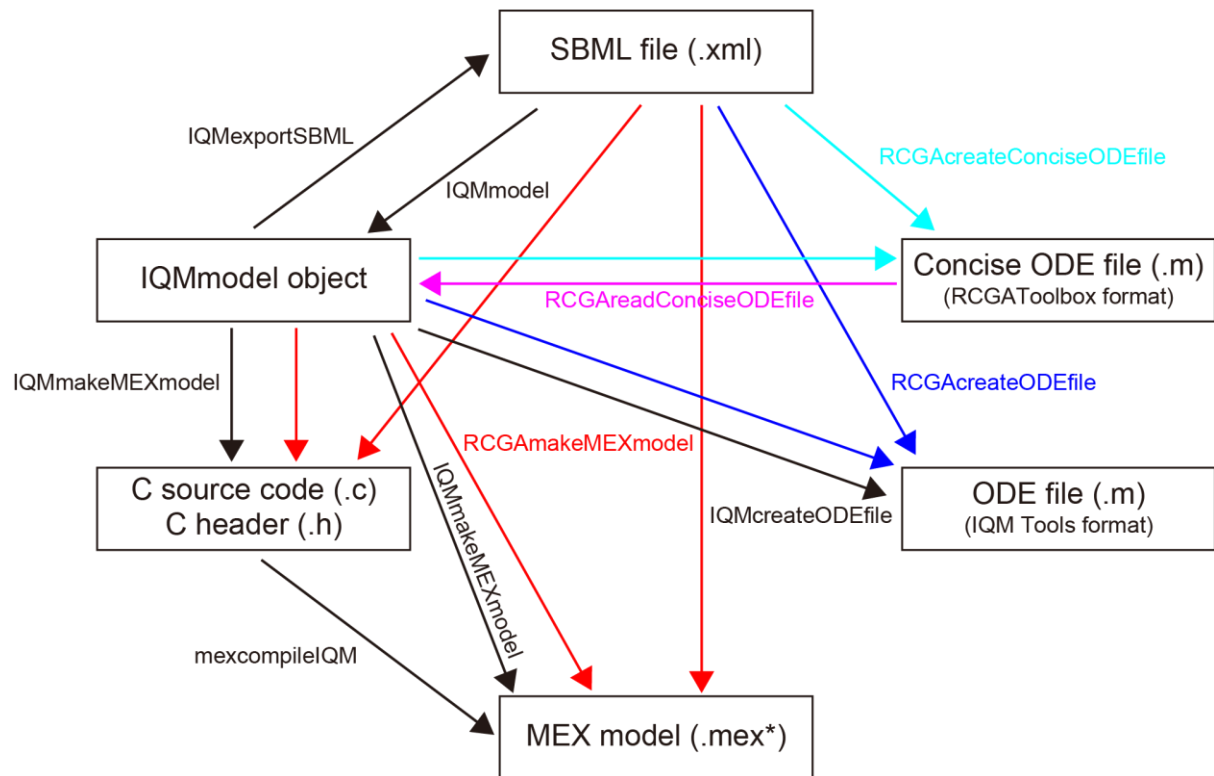 SBML file (.xml)
IQMexportSBML
RCGAcreateConciseODEfile
IQMmodel
IQMmodel object
Concise ODE file (.m)
(RCGAToolbox format)
RCGAreadConciseODEfile
IQMmakeMEXmodel
RCGAcreateODEfile
RCGAmakeMEXmodel
C source code (.c)
C header (.h)
IQMmakeMEXmodel
IQMcreateODEfile
ODE file (.m)
(IQM Tools format)
mexcompileIQM
MEX model (.mex*)